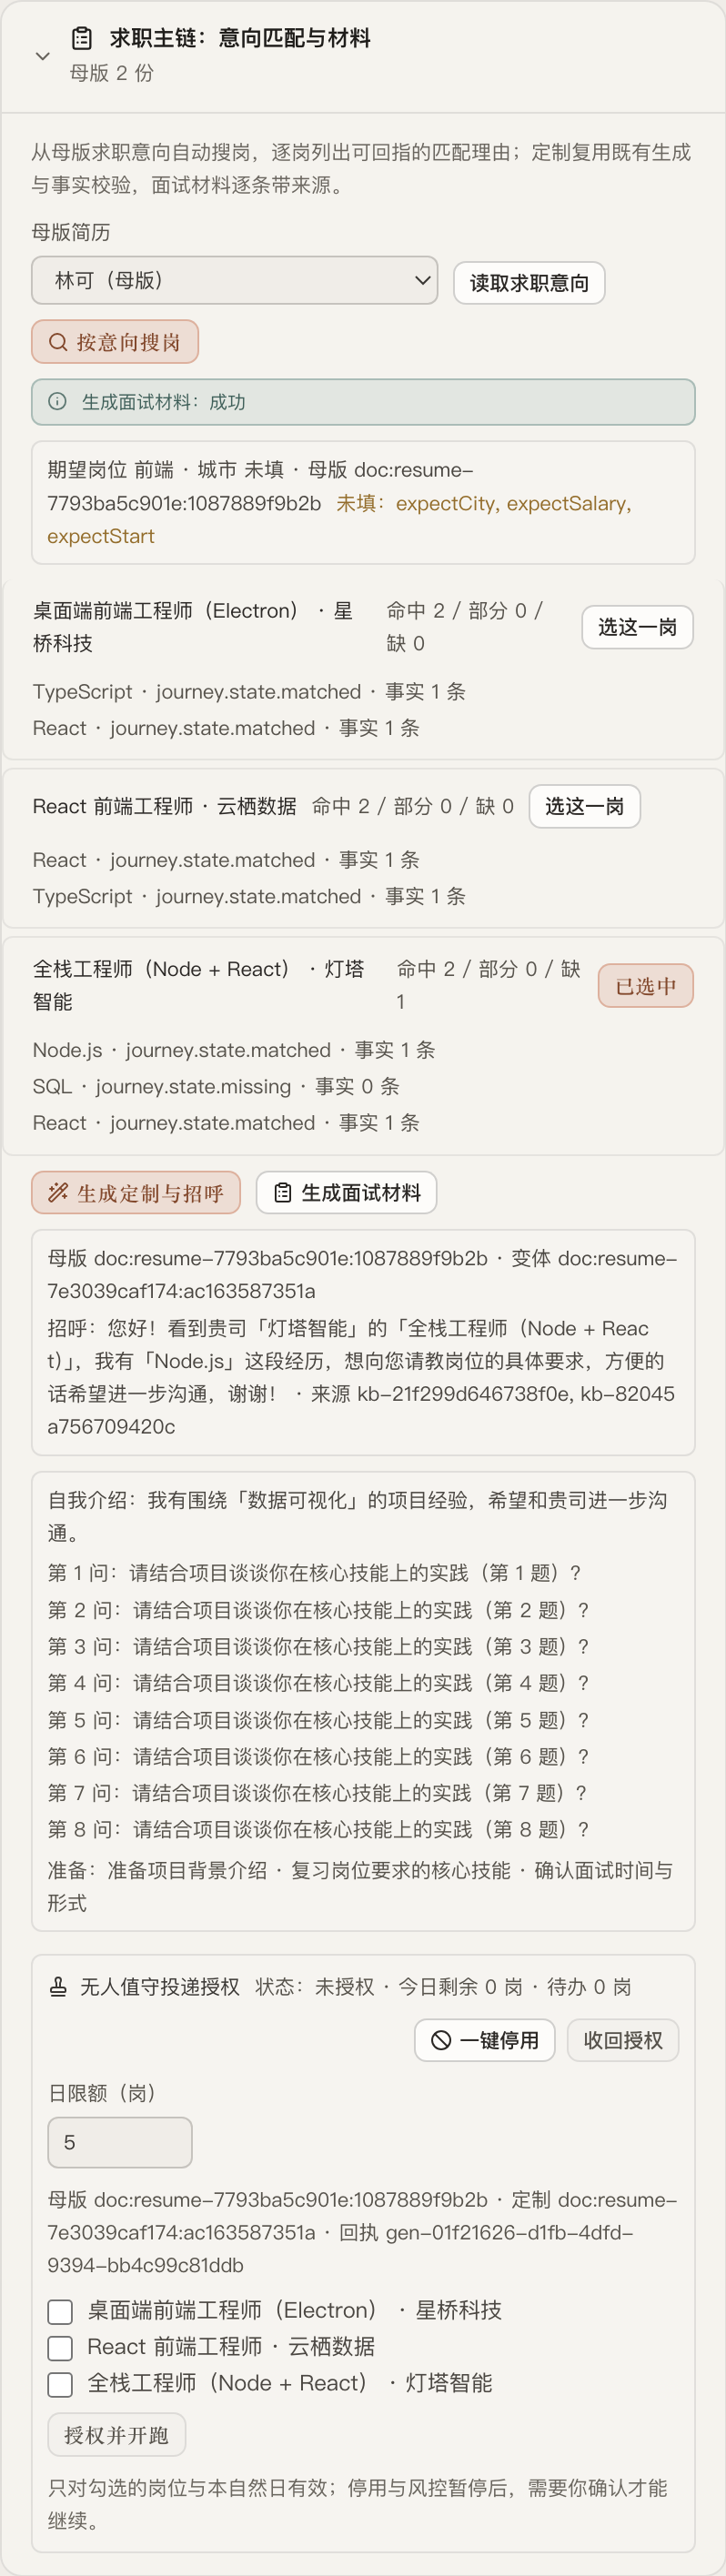 求职主链：意向匹配与材料
母版 2 份
从母版求职意向自动搜岗，逐岗列出可回指的匹配理由；定制复用既有生成
与事实校验，面试材料逐条带来源。
母版简历
林可（母版）
读取求职意向
按意向搜岗
生成面试材料：成功
期望岗位 前端 · 城市 未填 · 母版 doc:resume-
7793ba5c901e:1087889f9b2b 未填：expectCity, expectSalary,
expectStart
桌面端前端工程师（Electron） · 星
桥科技
命中 2 / 部分 0 /
缺 0
选这一岗
TypeScript · journey.state.matched · 事实 1 条
React · journey.state.matched · 事实 1 条
React 前端工程师 · 云栖数据 命中 2 / 部分 0 / 缺 0 选这一岗
React · journey.state.matched · 事实 1 条
TypeScript · journey.state.matched · 事实 1 条
全栈工程师（Node + React） · 灯塔
智能
命中 2 / 部分 0 / 缺
1
已选中
Node.js · journey.state.matched · 事实 1 条
SQL · journey.state.missing · 事实 0 条
React · journey.state.matched · 事实 1 条
生成定制与招呼 生成面试材料
母版 doc:resume-7793ba5c901e:1087889f9b2b · 变体 doc:resume-
7e3039caf174:ac163587351a
招呼：您好！看到贵司「灯塔智能」的「全栈工程师（Node + Reac
t）」，我有「Node.js」这段经历，想向您请教岗位的具体要求，方便的
话希望进一步沟通，谢谢！ · 来源 kb-21f299d646738f0e, kb-82045
a756709420c
自我介绍：我有围绕「数据可视化」的项目经验，希望和贵司进一步沟
通。
第 1 问：请结合项目谈谈你在核心技能上的实践（第 1 题）?
第 2 问：请结合项目谈谈你在核心技能上的实践（第 2 题）?
第 3 问：请结合项目谈谈你在核心技能上的实践（第 3 题）?
第 4 问：请结合项目谈谈你在核心技能上的实践（第 4 题）?
第 5 问：请结合项目谈谈你在核心技能上的实践（第 5 题）?
第 6 问：请结合项目谈谈你在核心技能上的实践（第 6 题）?
第 7 问：请结合项目谈谈你在核心技能上的实践（第 7 题）?
第 8 问：请结合项目谈谈你在核心技能上的实践（第 8 题）?
准备：准备项目背景介绍 · 复习岗位要求的核心技能 · 确认面试时间与
形式
无人值守投递授权 状态：未授权 · 今日剩余 0 岗 · 待办 0 岗
一键停用 收回授权
日限额（岗）
5
母版 doc:resume-7793ba5c901e:1087889f9b2b · 定制 doc:resume-
7e3039caf174:ac163587351a · 回执 gen-01f21626-d1fb-4dfd-
9394-bb4c99c81ddb
桌面端前端工程师（Electron） · 星桥科技
React 前端工程师 · 云栖数据
全栈工程师（Node + React） · 灯塔智能
授权并开跑
只对勾选的岗位与本自然日有效；停用与风控暂停后，需要你确认才能
继续。